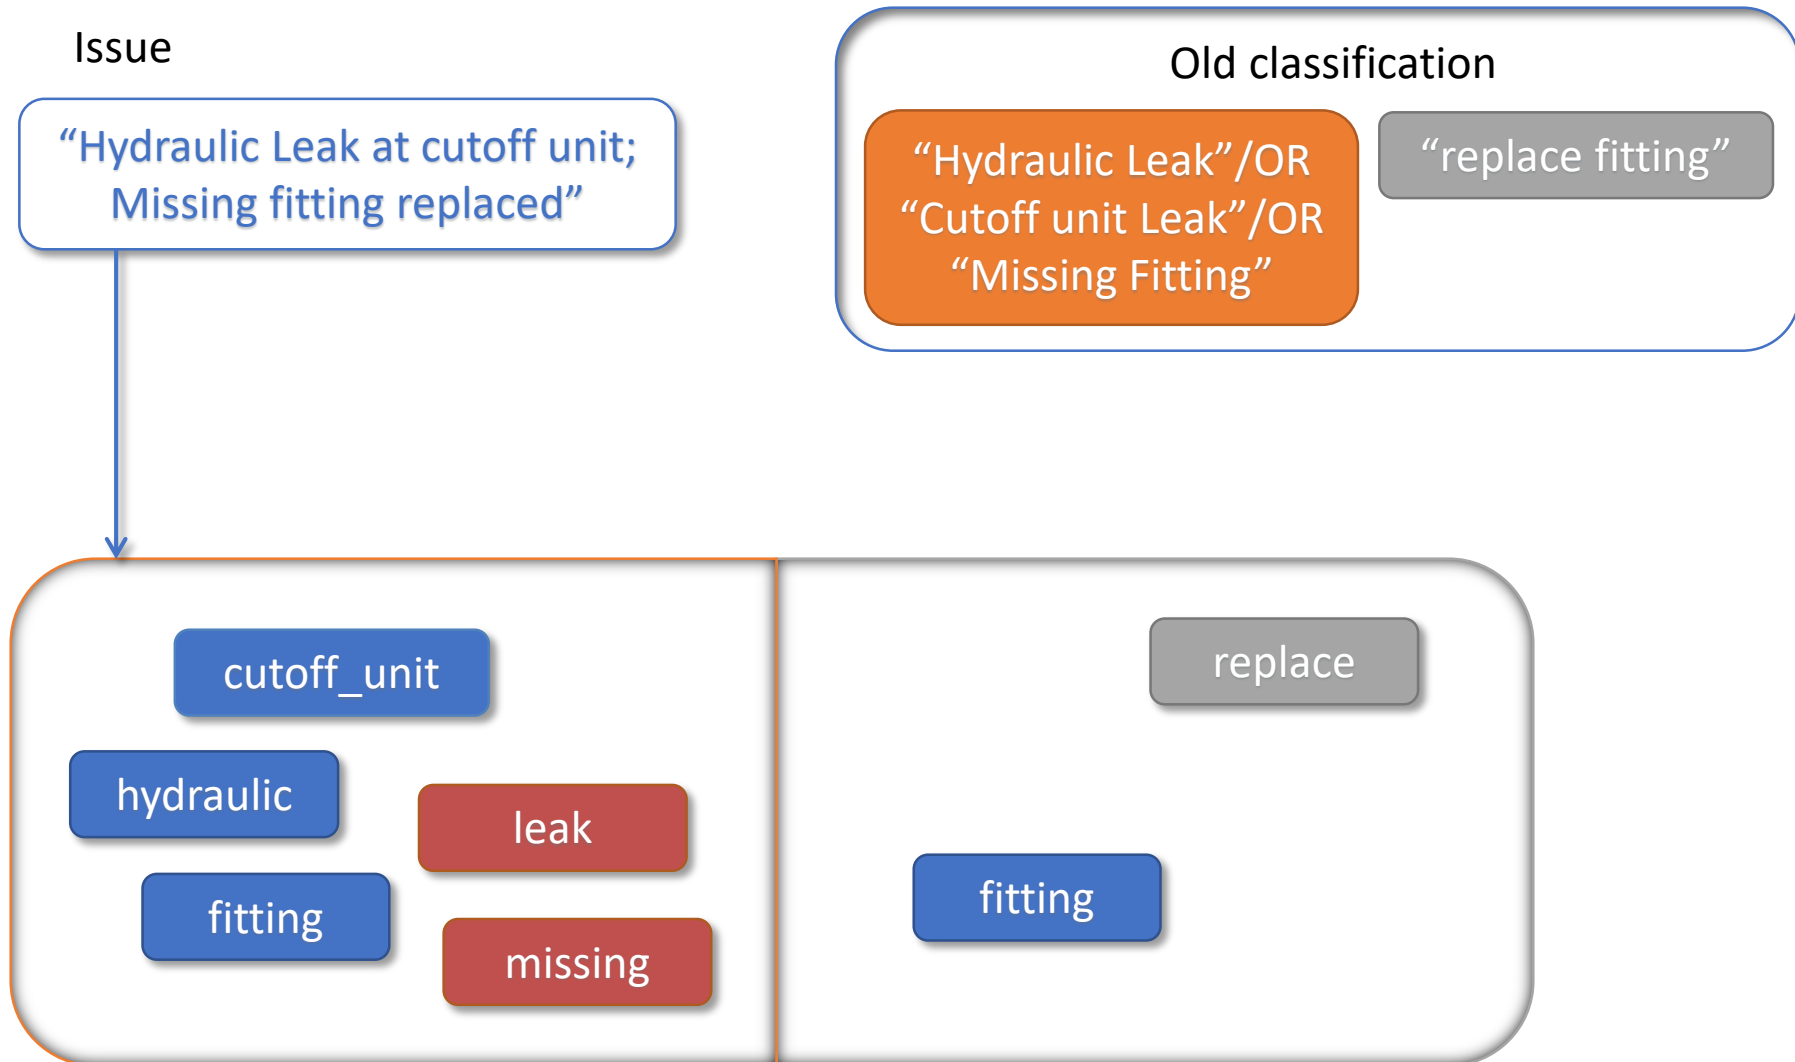 Issue
“Hydraulic Leak at cutoff unit;
Missing fitting replaced”
Old classification
“Hydraulic Leak”/OR
“Cutoff unit Leak”/OR
“Missing Fitting”
“replace fitting”
cutoff_unit
hydraulic
leak
fitting
missing
replace
fitting